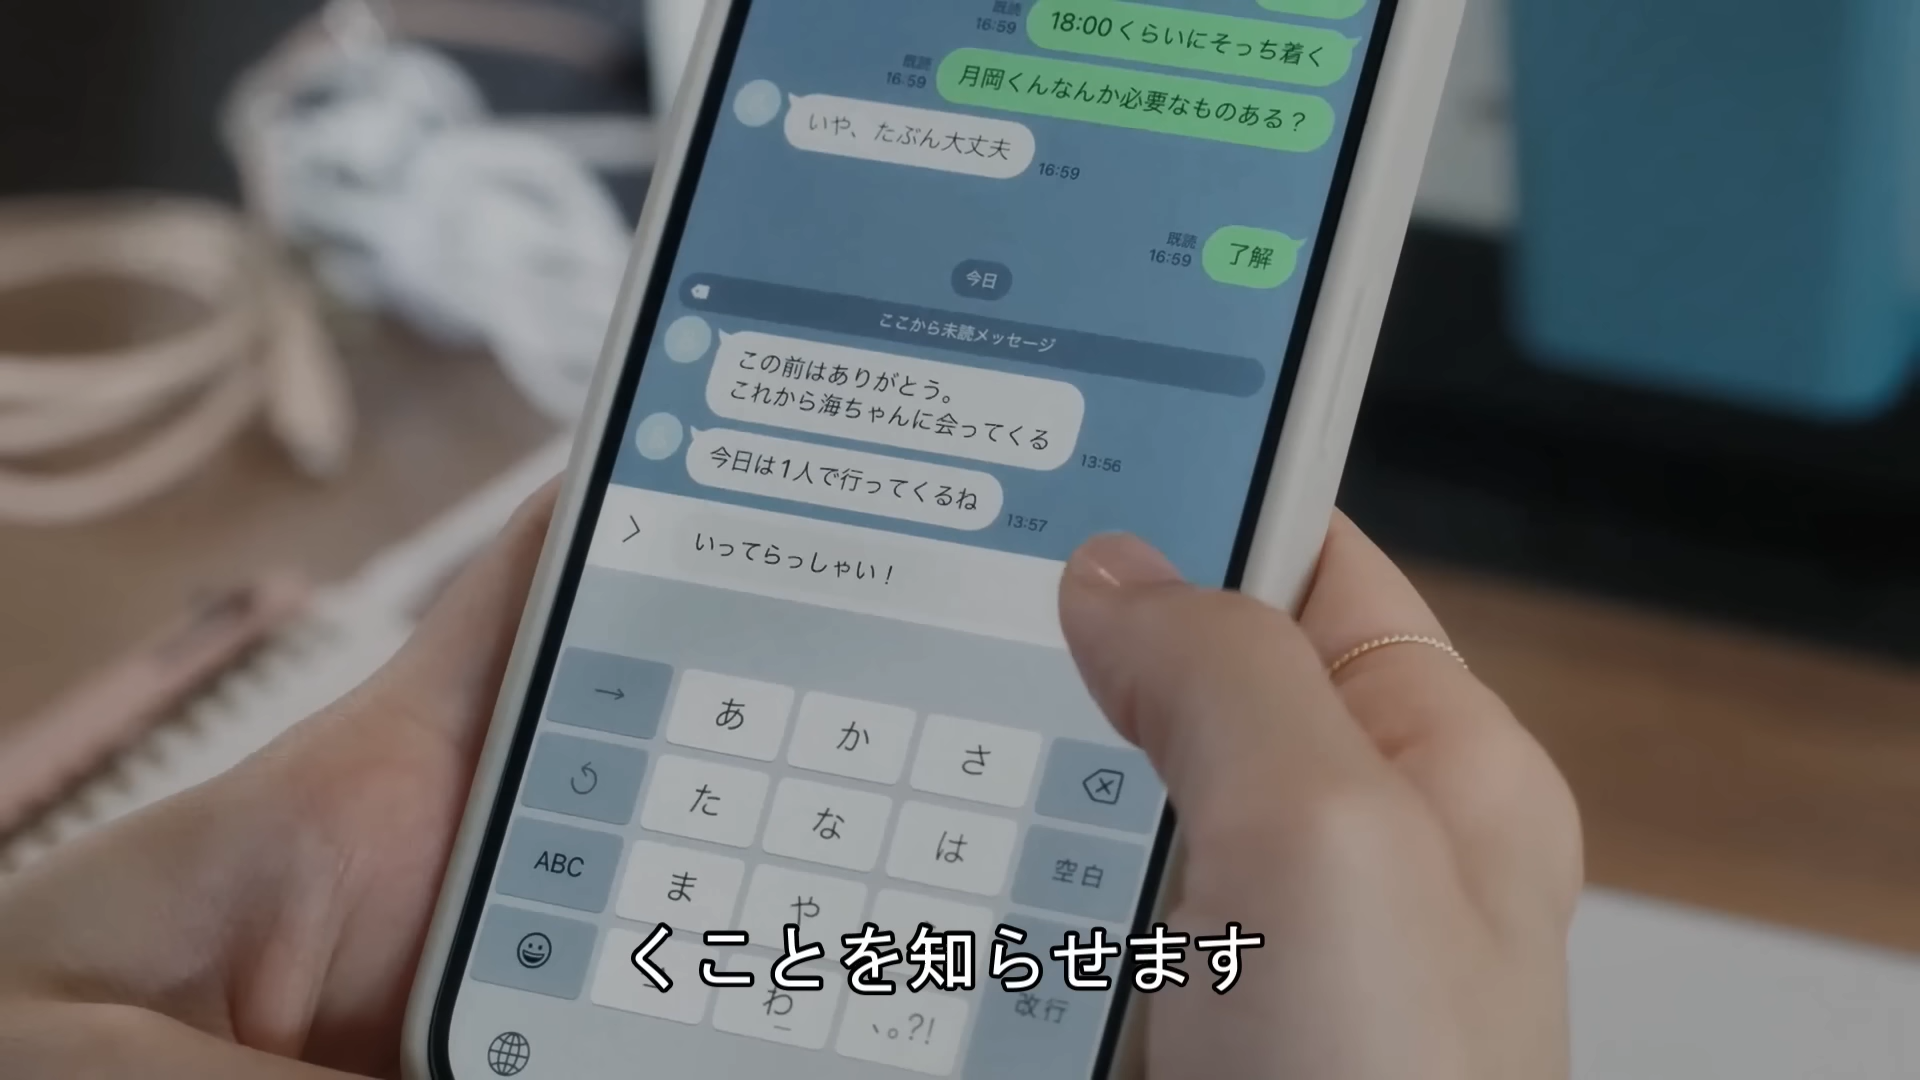 既読
16:59
18:00くらいにそっち着く
既読
16:59
月岡くんなんか必要なものある？
いや、たぶん大丈夫
16:59
既読
16:59
了解
今日
ここから未読メッセージ
この前はありがとう。
これから海ちゃんに会ってくる
13:56
今日は1人で行ってくるね
13:57
いってらっしゃい！
→
あ
か
さ
た
な
は
空白
ABC
ま
や
くことを知らせます
わ
、。?!
改行